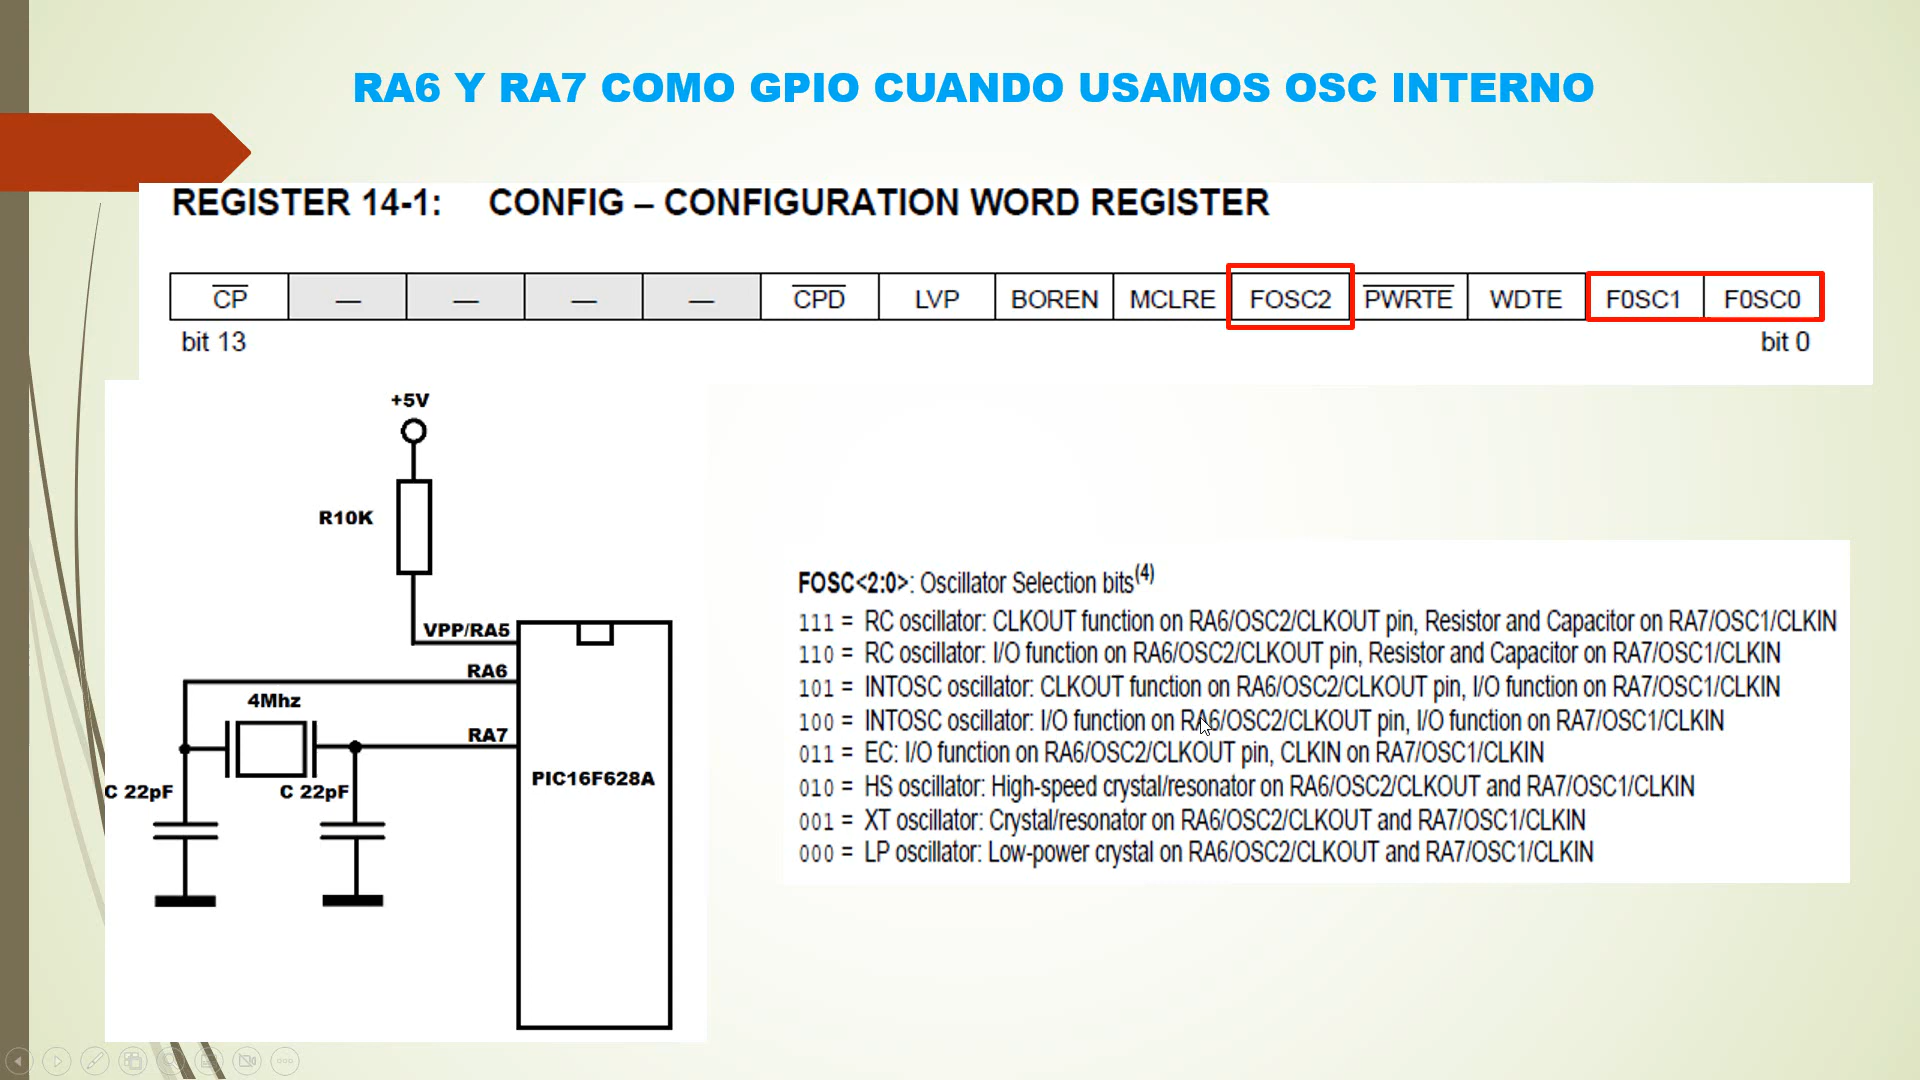 RA6 Y RA7 COMO GPIO CUANDO USAMOS OSC INTERNO
REGISTER 14-1: CONFIG – CONFIGURATION WORD REGISTER
CP — — — — CPD LVP BOREN MCLRE FOSC2 PWRTE WDTE F0SC1 F0SC0
bit 13 bit 0
+5V
R10K
VPP/RA5
RA6
4Mhz
RA7
PIC16F628A
C 22pF C 22pF
FOSC<2:0>: Oscillator Selection bits(4)
111 = RC oscillator: CLKOUT function on RA6/OSC2/CLKOUT pin, Resistor and Capacitor on RA7/OSC1/CLKIN
110 = RC oscillator: I/O function on RA6/OSC2/CLKOUT pin, Resistor and Capacitor on RA7/OSC1/CLKIN
101 = INTOSC oscillator: CLKOUT function on RA6/OSC2/CLKOUT pin, I/O function on RA7/OSC1/CLKIN
100 = INTOSC oscillator: I/O function on RA6/OSC2/CLKOUT pin, I/O function on RA7/OSC1/CLKIN
011 = EC: I/O function on RA6/OSC2/CLKOUT pin, CLKIN on RA7/OSC1/CLKIN
010 = HS oscillator: High-speed crystal/resonator on RA6/OSC2/CLKOUT and RA7/OSC1/CLKIN
001 = XT oscillator: Crystal/resonator on RA6/OSC2/CLKOUT and RA7/OSC1/CLKIN
000 = LP oscillator: Low-power crystal on RA6/OSC2/CLKOUT and RA7/OSC1/CLKIN